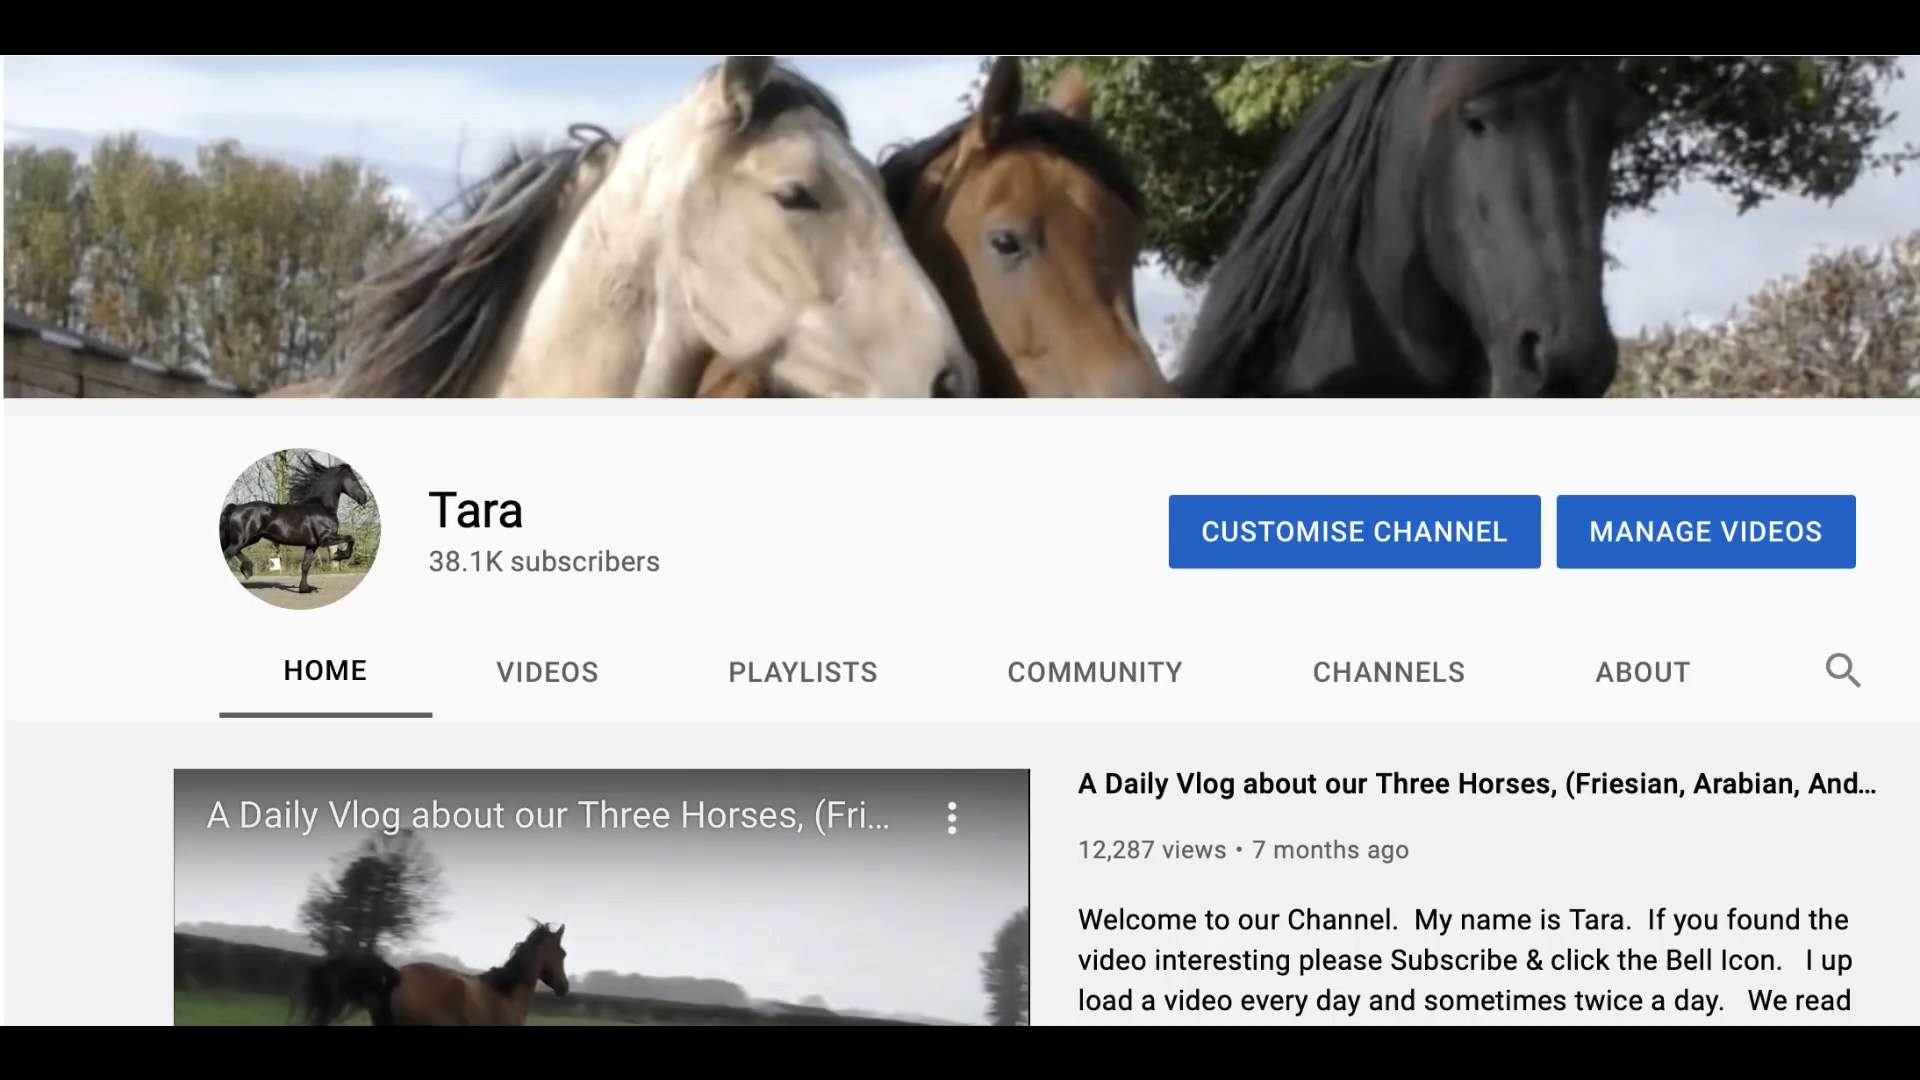 Tara
38.1K subscribers
CUSTOMISE CHANNEL
MANAGE VIDEOS
HOME
VIDEOS
PLAYLISTS
COMMUNITY
CHANNELS
ABOUT
A Daily Vlog about our Three Horses, (Fri...
A Daily Vlog about our Three Horses, (Friesian, Arabian, And...
12,287 views • 7 months ago
Welcome to our Channel.  My name is Tara.  If you found the
video interesting please Subscribe & click the Bell Icon.   I up
load a video every day and sometimes twice a day.   We read